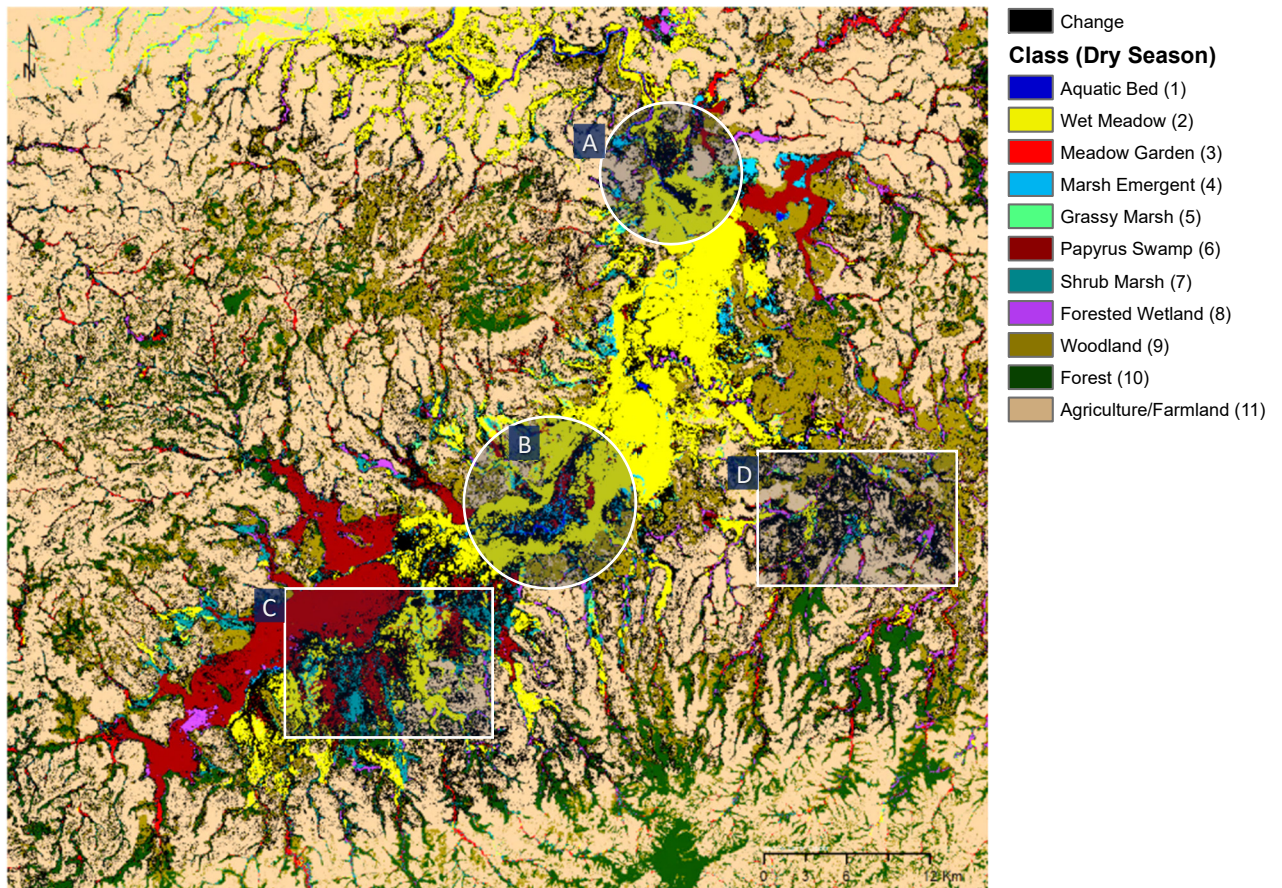 N
A
B
C
D
0 3 6 12 Km
Change
Class (Dry Season)
Aquatic Bed (1)
Wet Meadow (2)
Meadow Garden (3)
Marsh Emergent (4)
Grassy Marsh (5)
Papyrus Swamp (6)
Shrub Marsh (7)
Forested Wetland (8)
Woodland (9)
Forest (10)
Agriculture/Farmland (11)